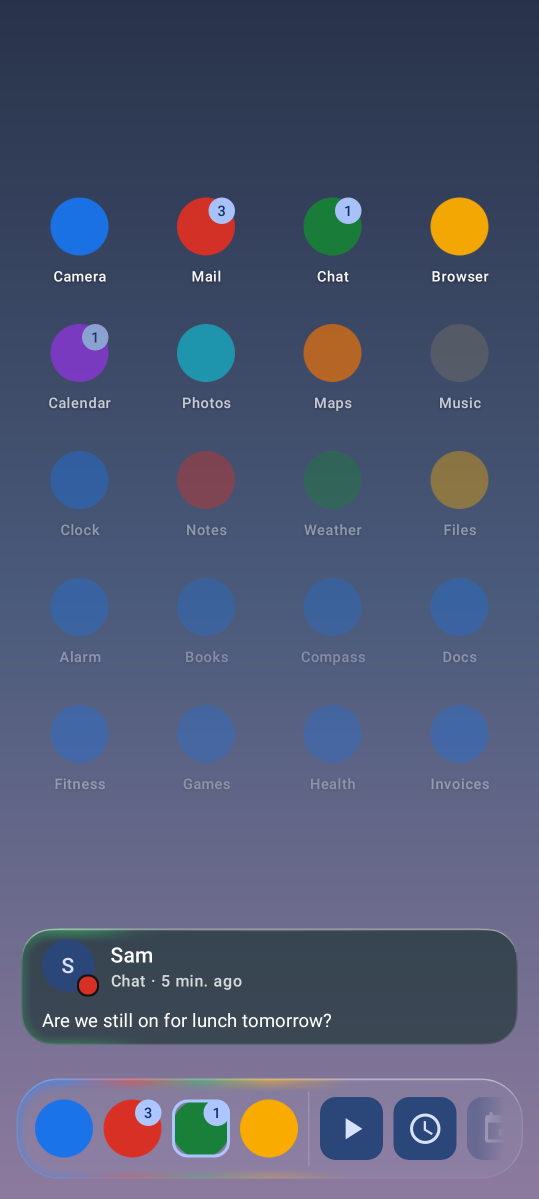 3
1
Camera
Mail
Chat
Browser
1
Calendar
Photos
Maps
Music
Clock
Notes
Weather
Files
Alarm
Books
Compass
Docs
Fitness
Games
Health
Invoices
S
Sam
Chat · 5 min. ago
Are we still on for lunch tomorrow?
3
1